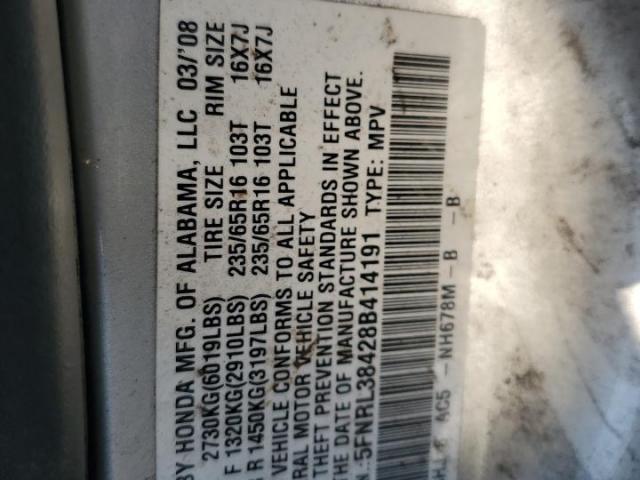 BY HONDA MFG. OF ALABAMA, LLC 03/'08
2730KG(6019LBS) TIRE SIZE RIM SIZE
F 1320KG(2910LBS) 235/65R16 103T 16X7J
R 1450KG(3197LBS) 235/65R16 103T 16X7J
VEHICLE CONFORMS TO ALL APPLICABLE
RAL MOTOR VEHICLE SAFETY
THEFT PREVENTION STANDARDS IN EFFECT
THE DATE OF MANUFACTURE SHOWN ABOVE.
5FNRL38428B414191 TYPE: MPV
NH678M-B -B